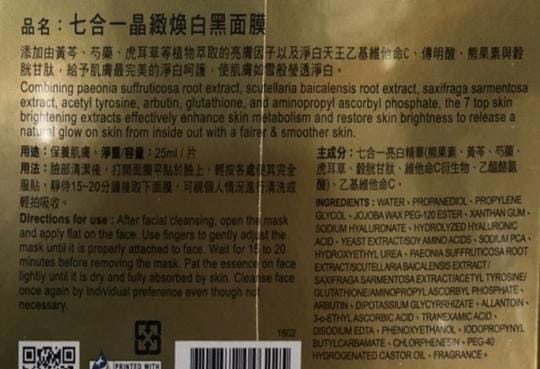 品名：七合一晶緻煥白黑面膜
添加由黃芩、芍藥、虎耳草等植物萃取的亮膚因子以及淨白天王乙基維他命C、傳明酸、熊果素與穀
胱甘肽，給予肌膚最完美的淨白呵護，使肌膚如雪般瑩透淨白。
Combining paeonia suffruticosa root extract, scutellaria baicalensis root extract, saxifraga sarmentosa
extract, acetyl tyrosine, arbutin, glutathione, and aminopropyl ascorbyl phosphate, the 7 top skin
brightening extracts effectively enhance skin metabolism and restore skin brightness to release a
natural glow on skin from inside out with a fairer & smoother skin.
用途：保養肌膚。淨重/容量：25ml / 片
用法：臉部清潔後，打開面膜平貼於臉上，輕按各處使其完全
服貼，靜待15~20分鐘後取下面膜，可視個人情況進行清洗或
輕拍吸收。
Directions for use : After facial cleansing, open the mask
and apply flat on the face. Use fingers to gently adjust the
mask until it is properly attached to face. Wait for 15 to 20
minutes before removing the mask. Pat the essence on face
lightly until it is dry and fully absorbed by skin. Cleanse face
once again by individual preference even though not
necessary.
主成分：七合一亮白精華(熊果素、黃芩、芍藥、
虎耳草、穀胱甘肽、維他命C衍生物、乙醯酪氨
酸)、乙基維他命C。
INGREDIENTS : WATER、PROPANEDIOL、PROPYLENE
GLYCOL、JOJOBA WAX PEG-120 ESTER、XANTHAN GUM、
SODIUM HYALURONATE、HYDROLYZED HYALURONIC
ACID、YEAST EXTRACT/SOY AMINO ACIDS、SODIUM PCA、
HYDROXYETHYL UREA、PAEONIA SUFFRUTICOSA ROOT
EXTRACT/SCUTELLARIA BAICALENSIS EXTRACT/
SAXIFRAGA SARMENTOSA EXTRACT/ACETYL TYROSINE/
GLUTATHIONE/AMINOPROPYL ASCORBYL PHOSPHATE、
ARBUTIN、DIPOTASSIUM GLYCYRRHIZATE、ALLANTOIN、
3-o-ETHYL ASCORBIC ACID、TRANEXAMIC ACID、
DISODIUM EDTA、PHENOXYETHANOL、IODOPROPYNYL
BUTYLCARBAMATE、CHLORPHENESIN、PEG-40
HYDROGENATED CASTOR OIL、FRAGRANCE。
1602
PRINTED WITH